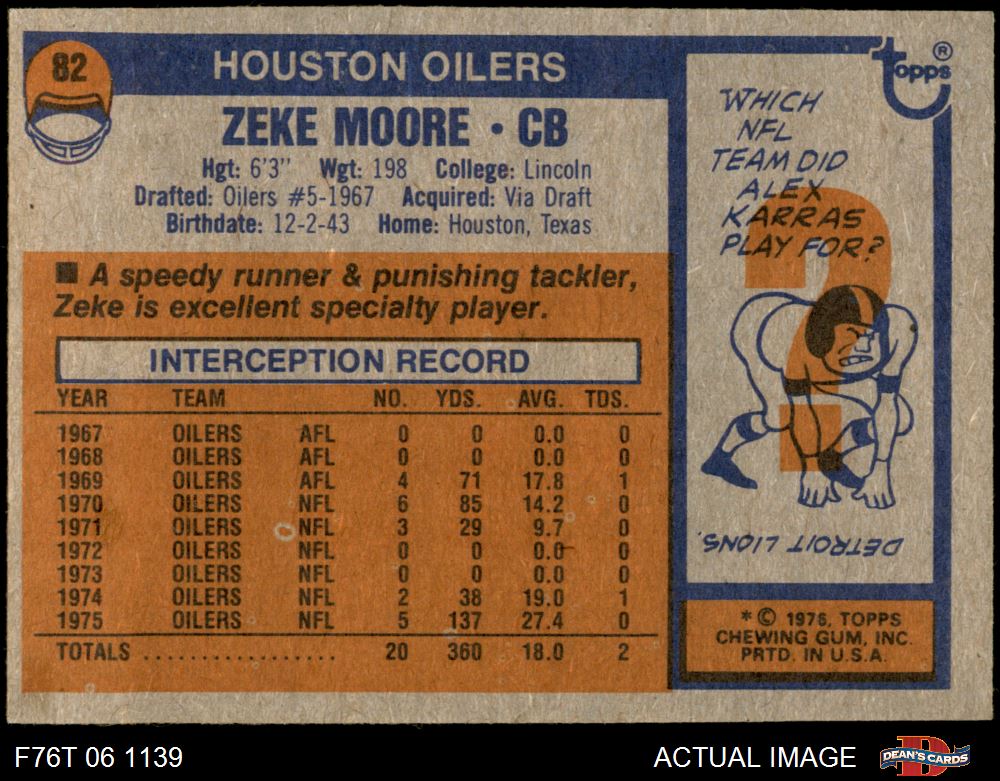 82
HOUSTON OILERS
ZEKE MOORE • CB
Hgt: 6'3" Wgt: 198 College: Lincoln
Drafted: Oilers #5-1967 Acquired: Via Draft
Birthdate: 12-2-43 Home: Houston, Texas
■ A speedy runner & punishing tackler,
Zeke is excellent specialty player.
INTERCEPTION RECORD
YEAR TEAM NO. YDS. AVG. TDS.
1967 OILERS AFL 0 0 0.0 0
1968 OILERS AFL 0 0 0.0 0
1969 OILERS AFL 4 71 17.8 1
1970 OILERS NFL 6 85 14.2 0
1971 OILERS NFL 3 29 9.7 0
1972 OILERS NFL 0 0 0.0 0
1973 OILERS NFL 0 0 0.0 0
1974 OILERS NFL 2 38 19.0 1
1975 OILERS NFL 5 137 27.4 0
TOTALS .................. 20 360 18.0 2
topps ®
WHICH
NFL
TEAM DID
ALEX
KARRAS
PLAY FOR?
?
DETROIT LIONS.
* © 1976, TOPPS
CHEWING GUM, INC.
PRTD. IN U.S.A.
F76T 06 1139
ACTUAL IMAGE
D
DEAN'S CARDS